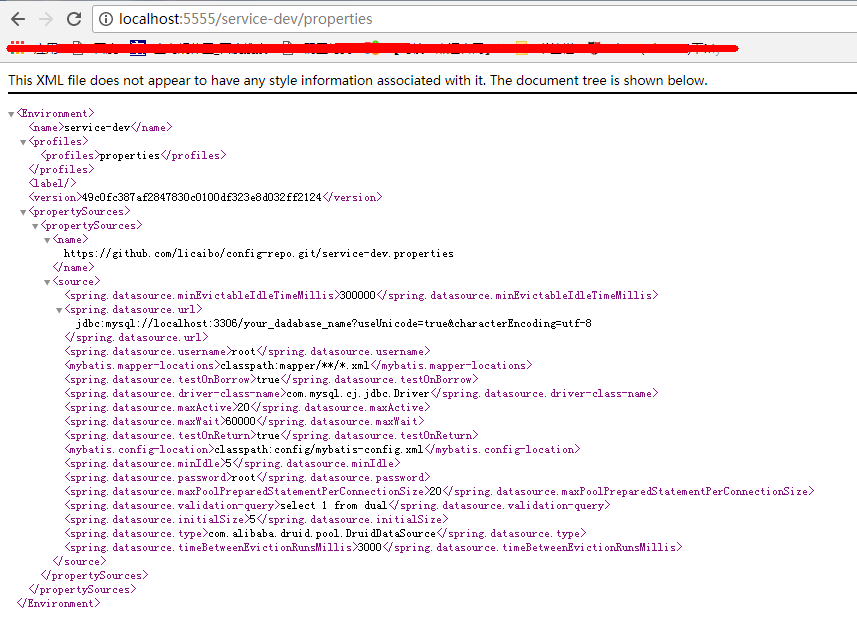 localhost:5555/service-dev/properties
This XML file does not appear to have any style information associated with it. The document tree is shown below.
<Environment>
<name>service-dev</name>
<profiles>
<profiles>properties</profiles>
</profiles>
<label/>
<version>49c0fc387af2847830c0100df323e8d032ff2124</version>
<propertySources>
<propertySources>
<name>
https://github.com/licaibo/config-repo.git/service-dev.properties
</name>
<source>
<spring.datasource.minEvictableIdleTimeMillis>300000</spring.datasource.minEvictableIdleTimeMillis>
<spring.datasource.url>
jdbc:mysql://localhost:3306/your_dadabase_name?useUnicode=true&characterEncoding=utf-8
</spring.datasource.url>
<spring.datasource.username>root</spring.datasource.username>
<mybatis.mapper-locations>classpath:mapper/**/*.xml</mybatis.mapper-locations>
<spring.datasource.testOnBorrow>true</spring.datasource.testOnBorrow>
<spring.datasource.driver-class-name>com.mysql.cj.jdbc.Driver</spring.datasource.driver-class-name>
<spring.datasource.maxActive>20</spring.datasource.maxActive>
<spring.datasource.maxWait>60000</spring.datasource.maxWait>
<spring.datasource.testOnReturn>true</spring.datasource.testOnReturn>
<mybatis.config-location>classpath:config/mybatis-config.xml</mybatis.config-location>
<spring.datasource.minIdle>5</spring.datasource.minIdle>
<spring.datasource.password>root</spring.datasource.password>
<spring.datasource.maxPoolPreparedStatementPerConnectionSize>20</spring.datasource.maxPoolPreparedStatementPerConnectionSize>
<spring.datasource.validation-query>select 1 from dual</spring.datasource.validation-query>
<spring.datasource.initialSize>5</spring.datasource.initialSize>
<spring.datasource.type>com.alibaba.druid.pool.DruidDataSource</spring.datasource.type>
<spring.datasource.timeBetweenEvictionRunsMillis>3000</spring.datasource.timeBetweenEvictionRunsMillis>
</source>
</propertySources>
</propertySources>
</Environment>